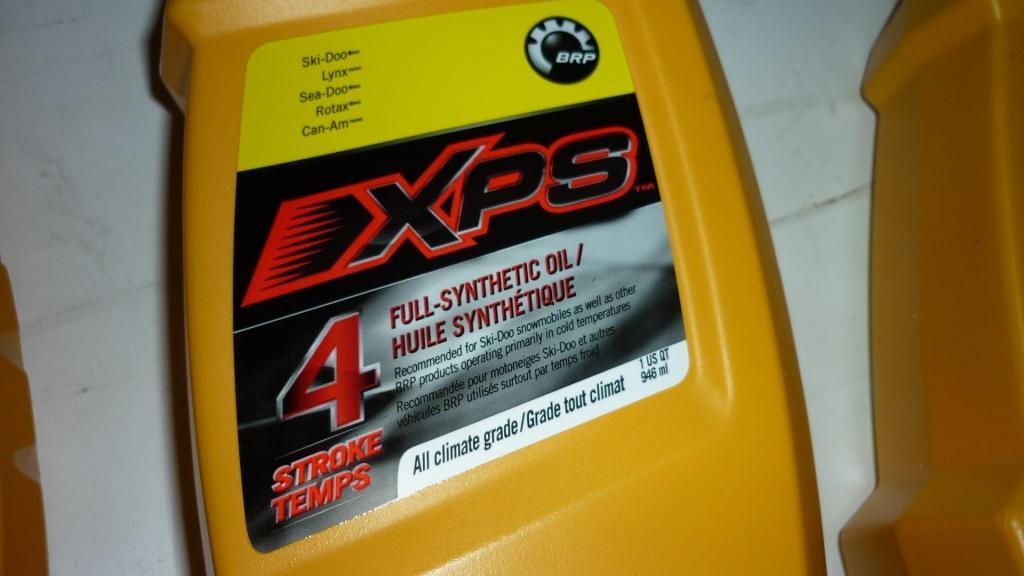 Ski-Doo
Lynx
Sea-Doo
Rotax
Can-Am
BRP
XPS™
FULL-SYNTHETIC OIL /
HUILE SYNTHÉTIQUE
Recommended for Ski-Doo snowmobiles as well as other
BRP products operating primarily in cold temperatures
Recommandée pour motoneiges Ski-Doo et autres
véhicules BRP utilisés surtout par temps froid
4
STROKE
TEMPS
All climate grade/Grade tout climat
1 US QT
946 ml